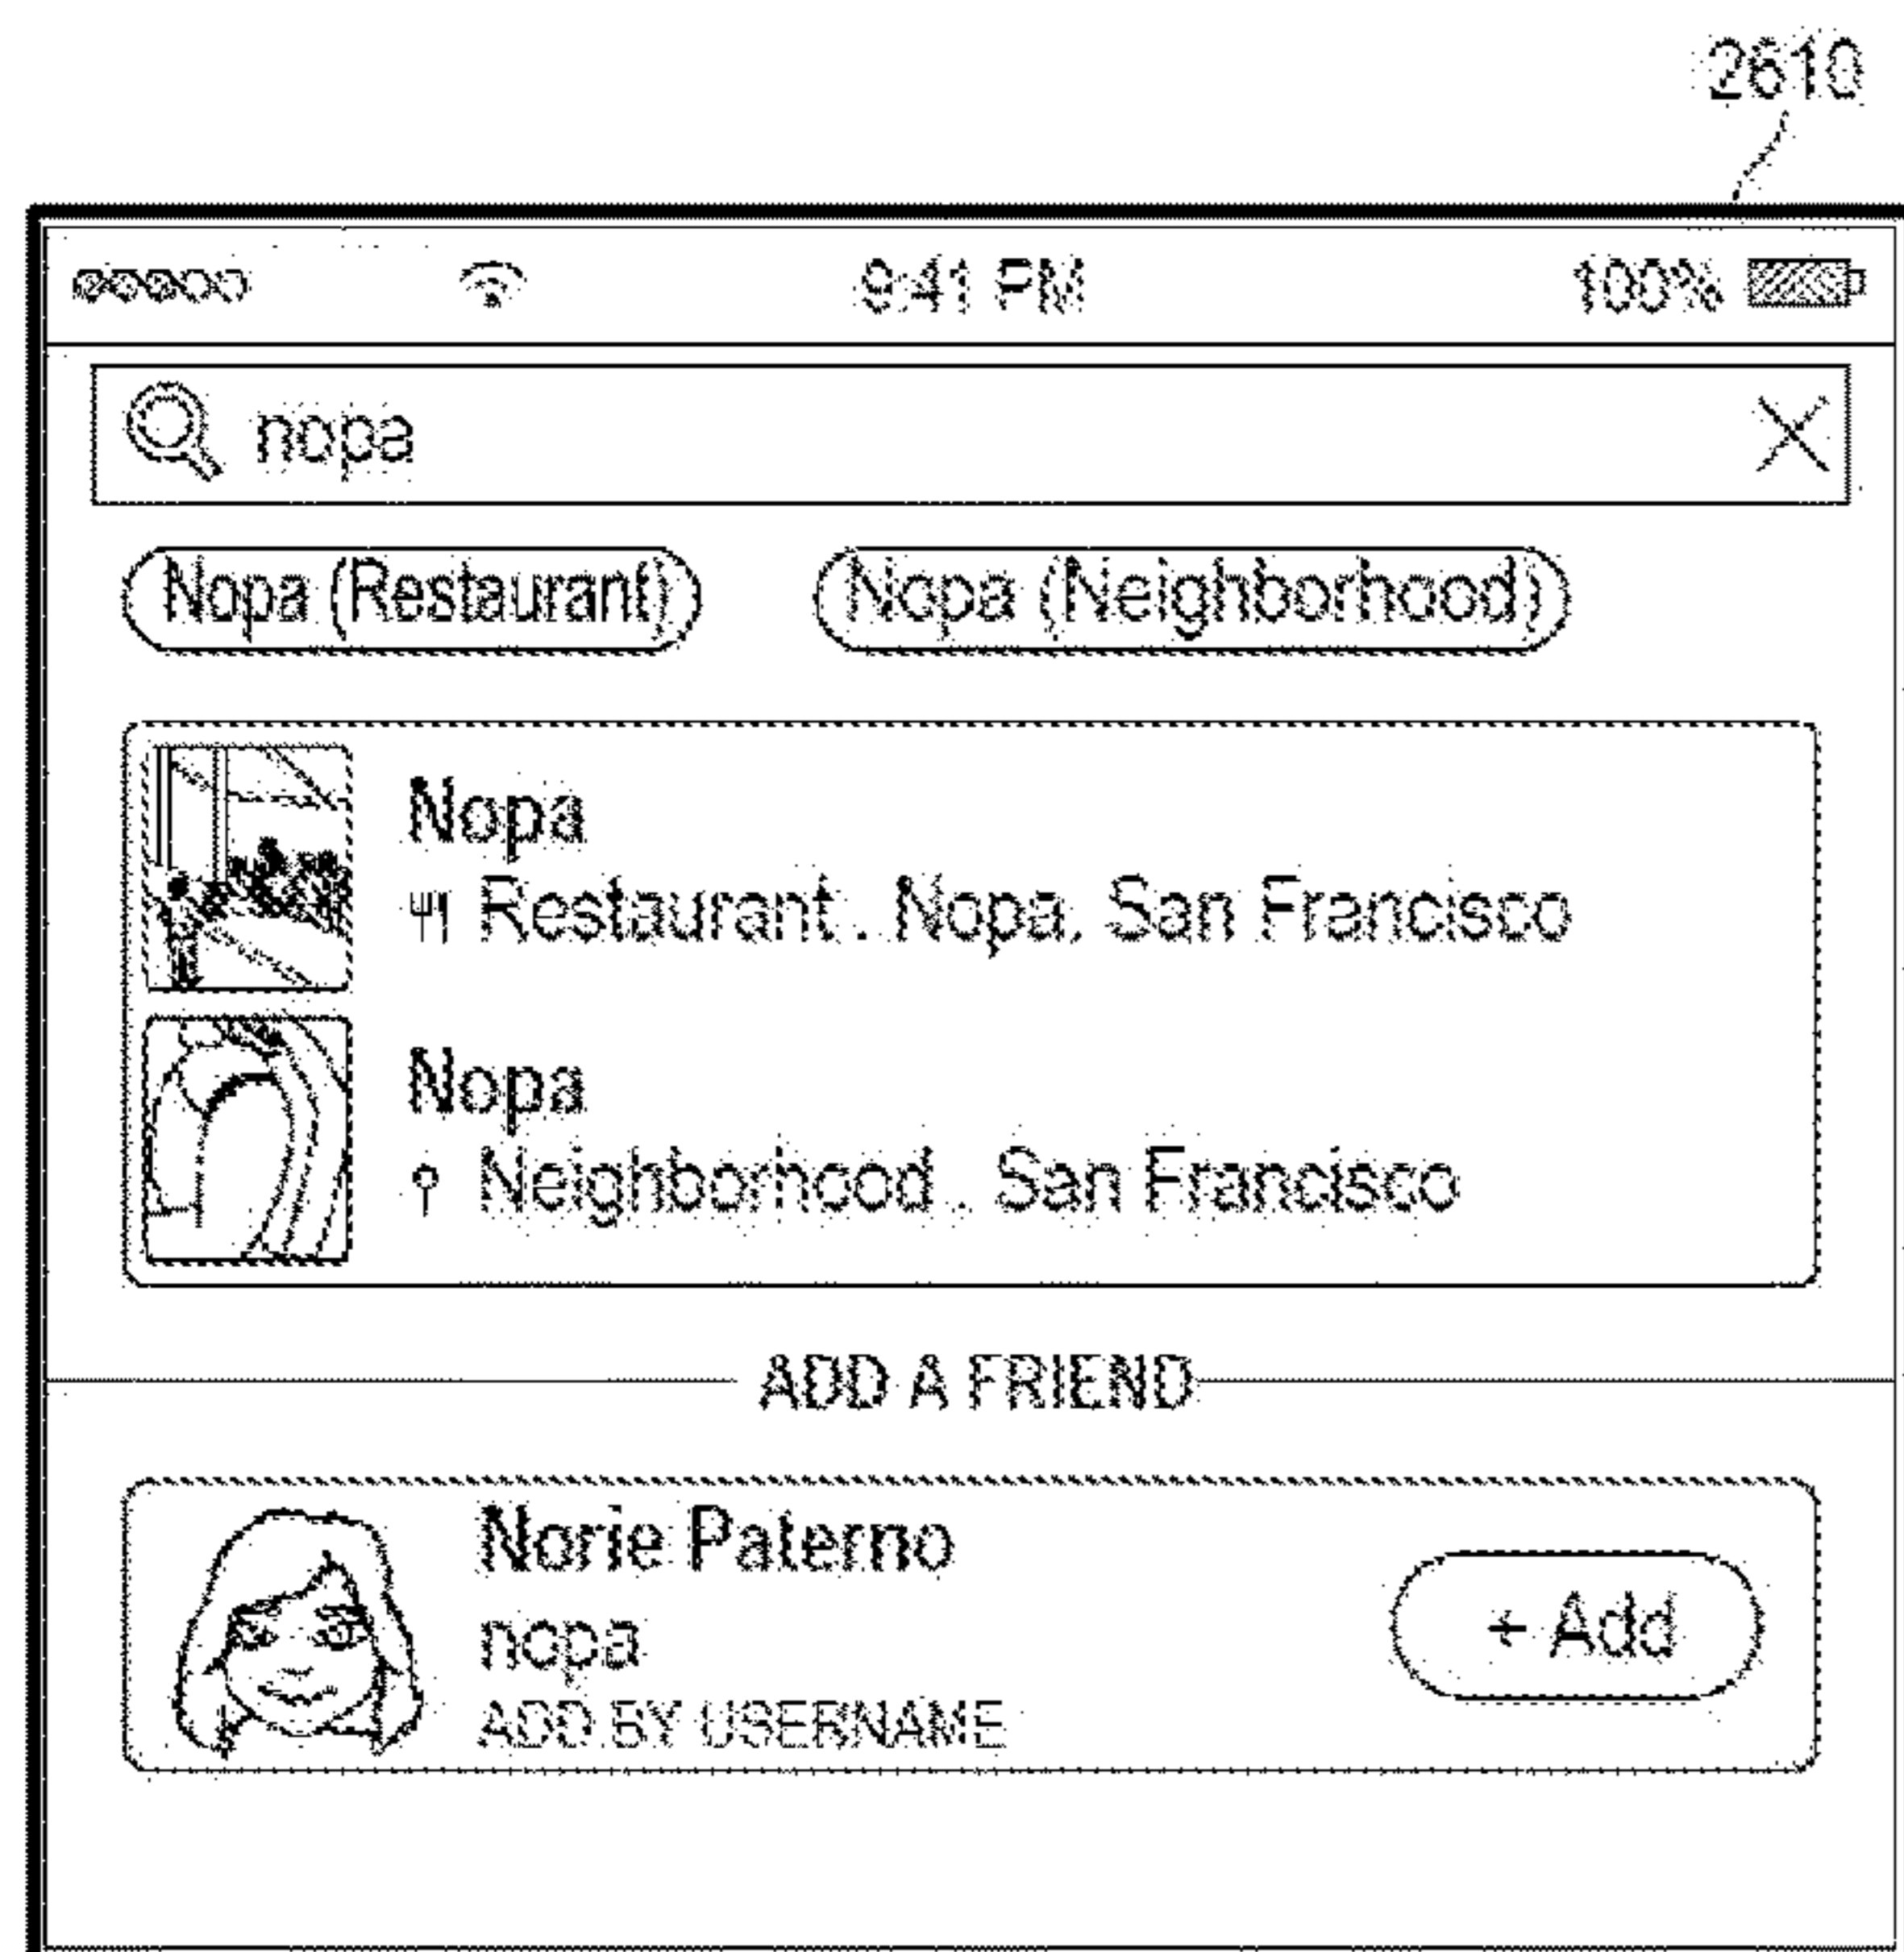 2610
9:41 PM 100%
nopa
Nopa (Restaurant) Nopa (Neighborhood)
Nopa
Restaurant . Nopa, San Francisco
Nopa
Neighborhood . San Francisco
ADD A FRIEND
Norie Paterno
nopa
+ Add
ADD BY USERNAME